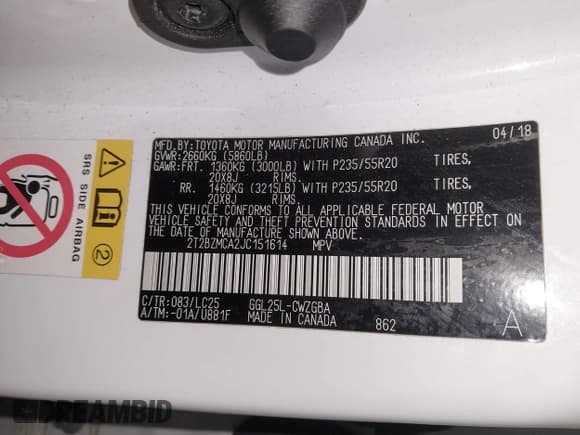 MFD.BY:TOYOTA MOTOR MANUFACTURING CANADA INC. 04/18
GVWR:2660KG (5860LB)
GAWR:FRT. 1360KG (3000LB) WITH P235/55R20 TIRES,
20X8J RIMS.
RR. 1460KG (3215LB) WITH P235/55R20 TIRES,
20X8J RIMS.
THIS VEHICLE CONFORMS TO ALL APPLICABLE FEDERAL MOTOR
VEHICLE SAFETY AND THEFT PREVENTION STANDARDS IN EFFECT ON
THE DATE OF MANUFACTURE SHOWN ABOVE.
2T2BZMCA2JC151614 MPV
C/TR:083/LC25 GGL25L-CWZGBA
A/TM:-01A/U881F MADE IN CANADA 862 A
SRS SIDE AIRBAG
2
DREAMBID